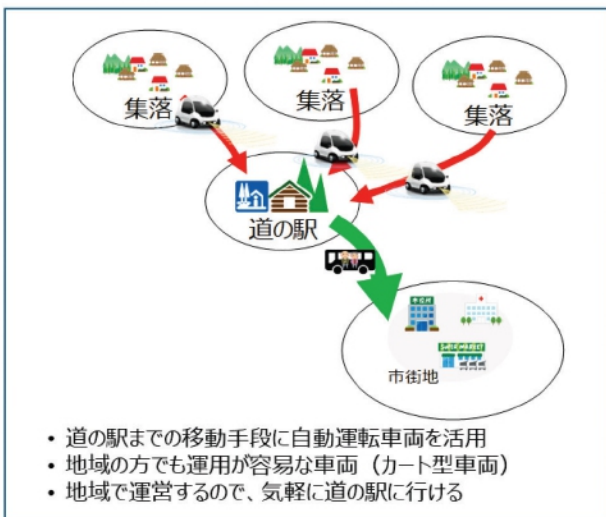 集落
集落
集落
道の駅
市役所
市街地
• 道の駅までの移動手段に自動運転車両を活用
• 地域の方でも運用が容易な車両（カート型車両）
• 地域で運営するので、気軽に道の駅に行ける